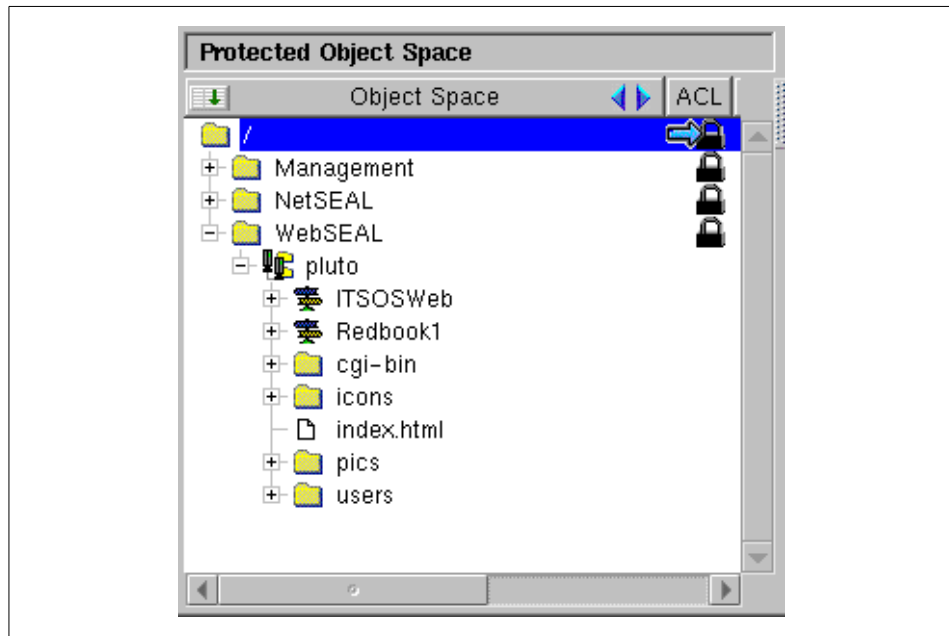 Protected Object Space
Object Space ACL
/
Management
NetSEAL
WebSEAL
pluto
ITSOSWeb
Redbook1
cgi-bin
icons
index.html
pics
users